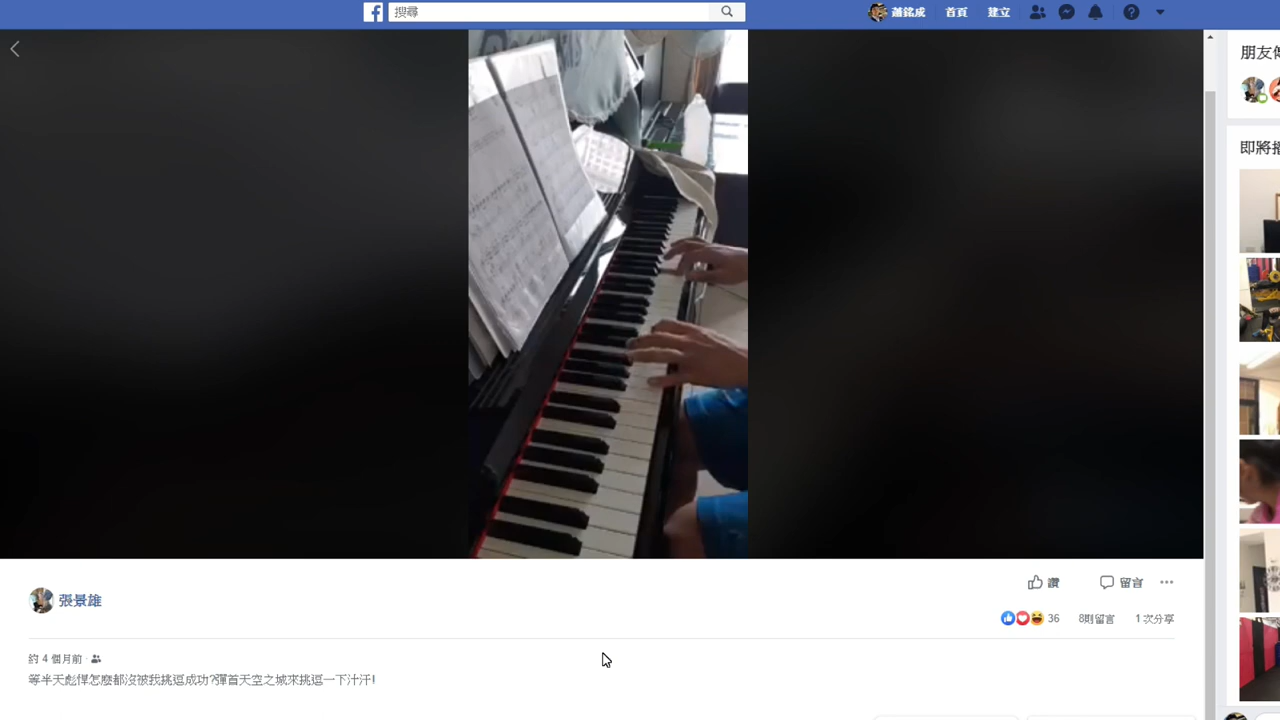 搜尋
蕭銘成
首頁
建立
朋友
即將播
張景雄
讚
留言
36
8則留言
1 次分享
約 4 個月前
等半天彪悍怎麼都沒被我挑逗成功?彈首天空之城來挑逗一下汗汗!